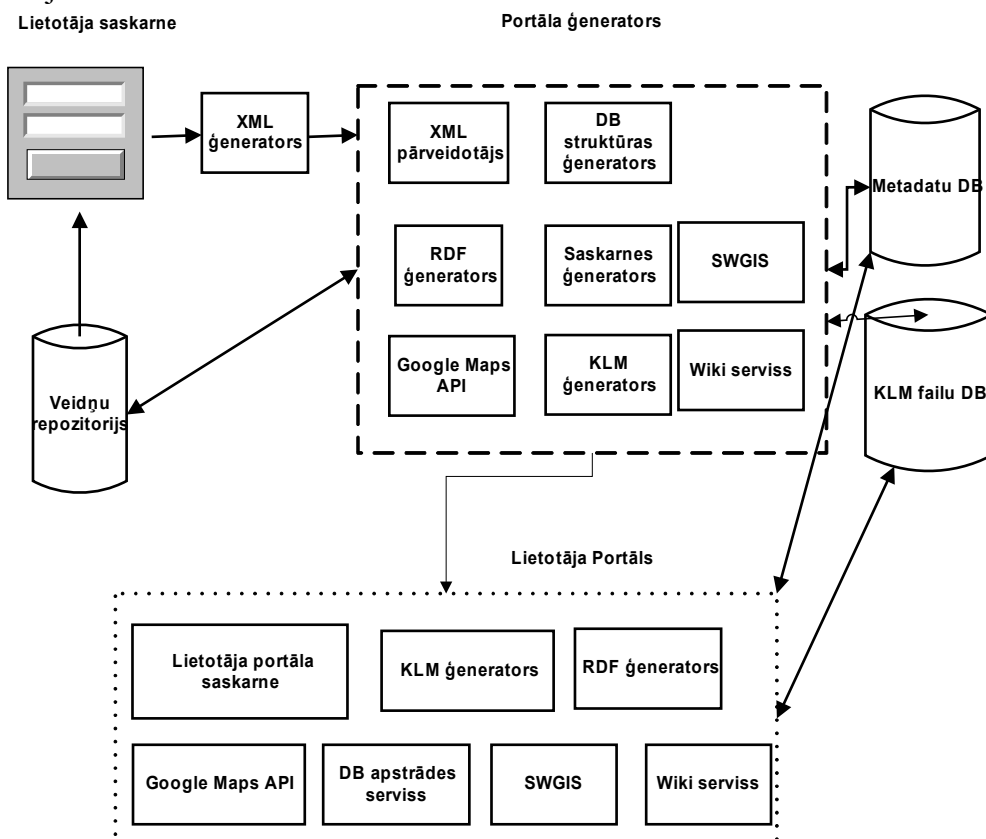 Lietotāja saskarne
Portāla ģenerators
XML
ģenerators
XML
pārveidotājs
DB
struktūras
ģenerators
Metadatu DB
RDF
ģenerators
Saskarnes
ģenerators
SWGIS
Google Maps
API
KLM
ģenerators
Wiki serviss
KLM failu DB
Veidņu
repozitorijs
Lietotāja Portāls
Lietotāja portāla
saskarne
KLM ģenerators
RDF ģenerators
Google Maps API
DB apstrādes
serviss
SWGIS
Wiki serviss